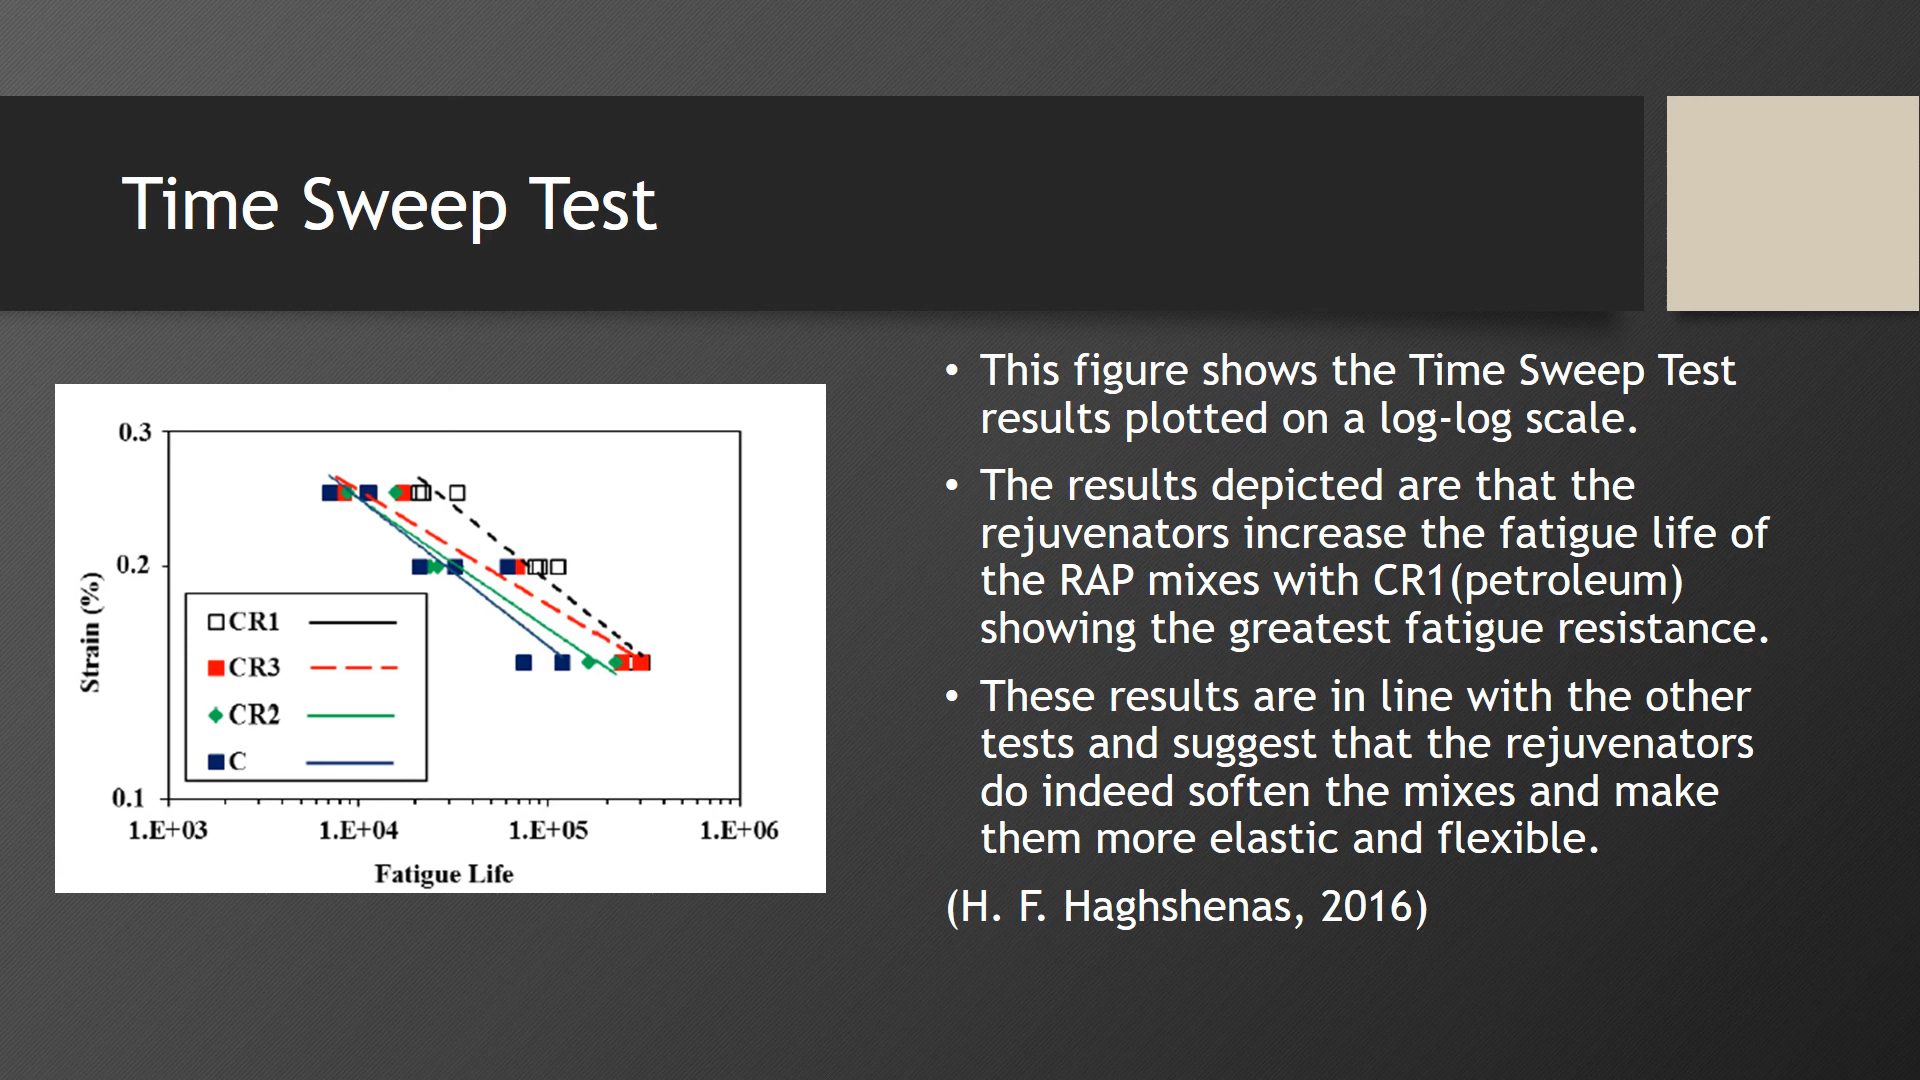 Time Sweep Test
0.3
0.2
0.1
Strain (%)
CR1
CR3
CR2
C
1.E+03 1.E+04 1.E+05 1.E+06
Fatigue Life
• This figure shows the Time Sweep Test
results plotted on a log-log scale.
• The results depicted are that the
rejuvenators increase the fatigue life of
the RAP mixes with CR1(petroleum)
showing the greatest fatigue resistance.
• These results are in line with the other
tests and suggest that the rejuvenators
do indeed soften the mixes and make
them more elastic and flexible.
(H. F. Haghshenas, 2016)